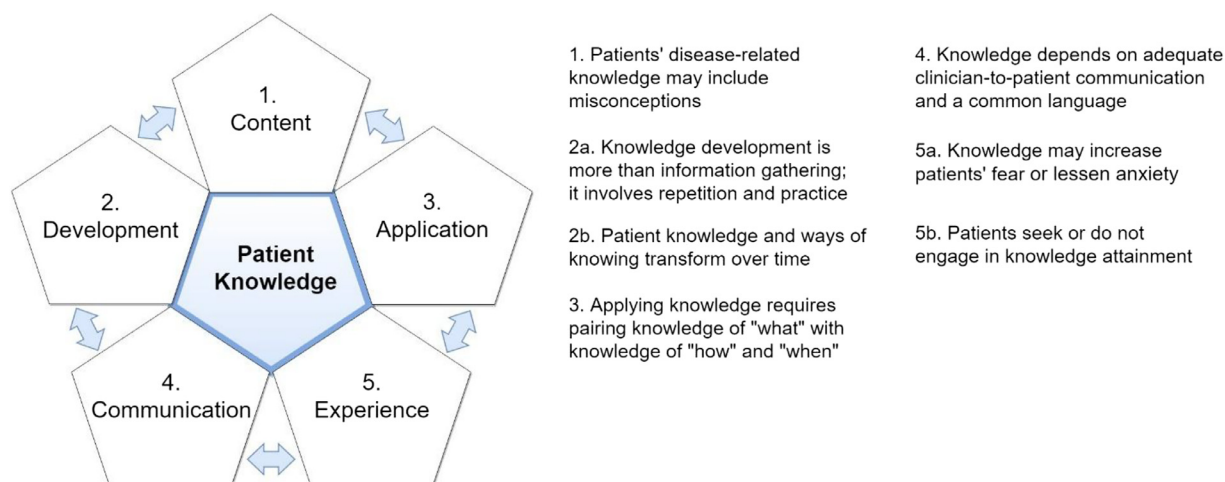 1.
Content
2.
Development
3.
Application
Patient
Knowledge
4.
Communication
5.
Experience
1. Patients' disease-related
knowledge may include
misconceptions
2a. Knowledge development is
more than information gathering;
it involves repetition and practice
2b. Patient knowledge and ways of
knowing transform over time
3. Applying knowledge requires
pairing knowledge of "what" with
knowledge of "how" and "when"
4. Knowledge depends on adequate
clinician-to-patient communication
and a common language
5a. Knowledge may increase
patients' fear or lessen anxiety
5b. Patients seek or do not
engage in knowledge attainment